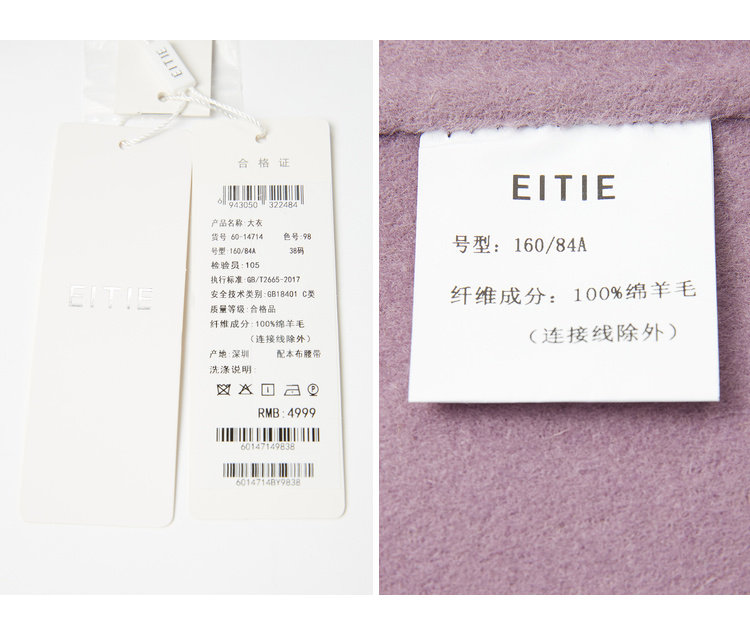 EITIE
EITIE
合格证
6 943050 322484
产品名称:大衣
货号 60-14714 色号:98
号型:160/84A 38码
检验员:105
执行标准:GB/T2665-2017
安全技术类别:GB18401 C类
质量等级:合格品
纤维成分:100%绵羊毛
(连接线除外)
产地:深圳 配本布腰带
洗涤说明:
P
RMB:4999
60147149838
6014714BY9838
EITIE
号型: 160/84A
纤维成分: 100%绵羊毛
(连接线除外)